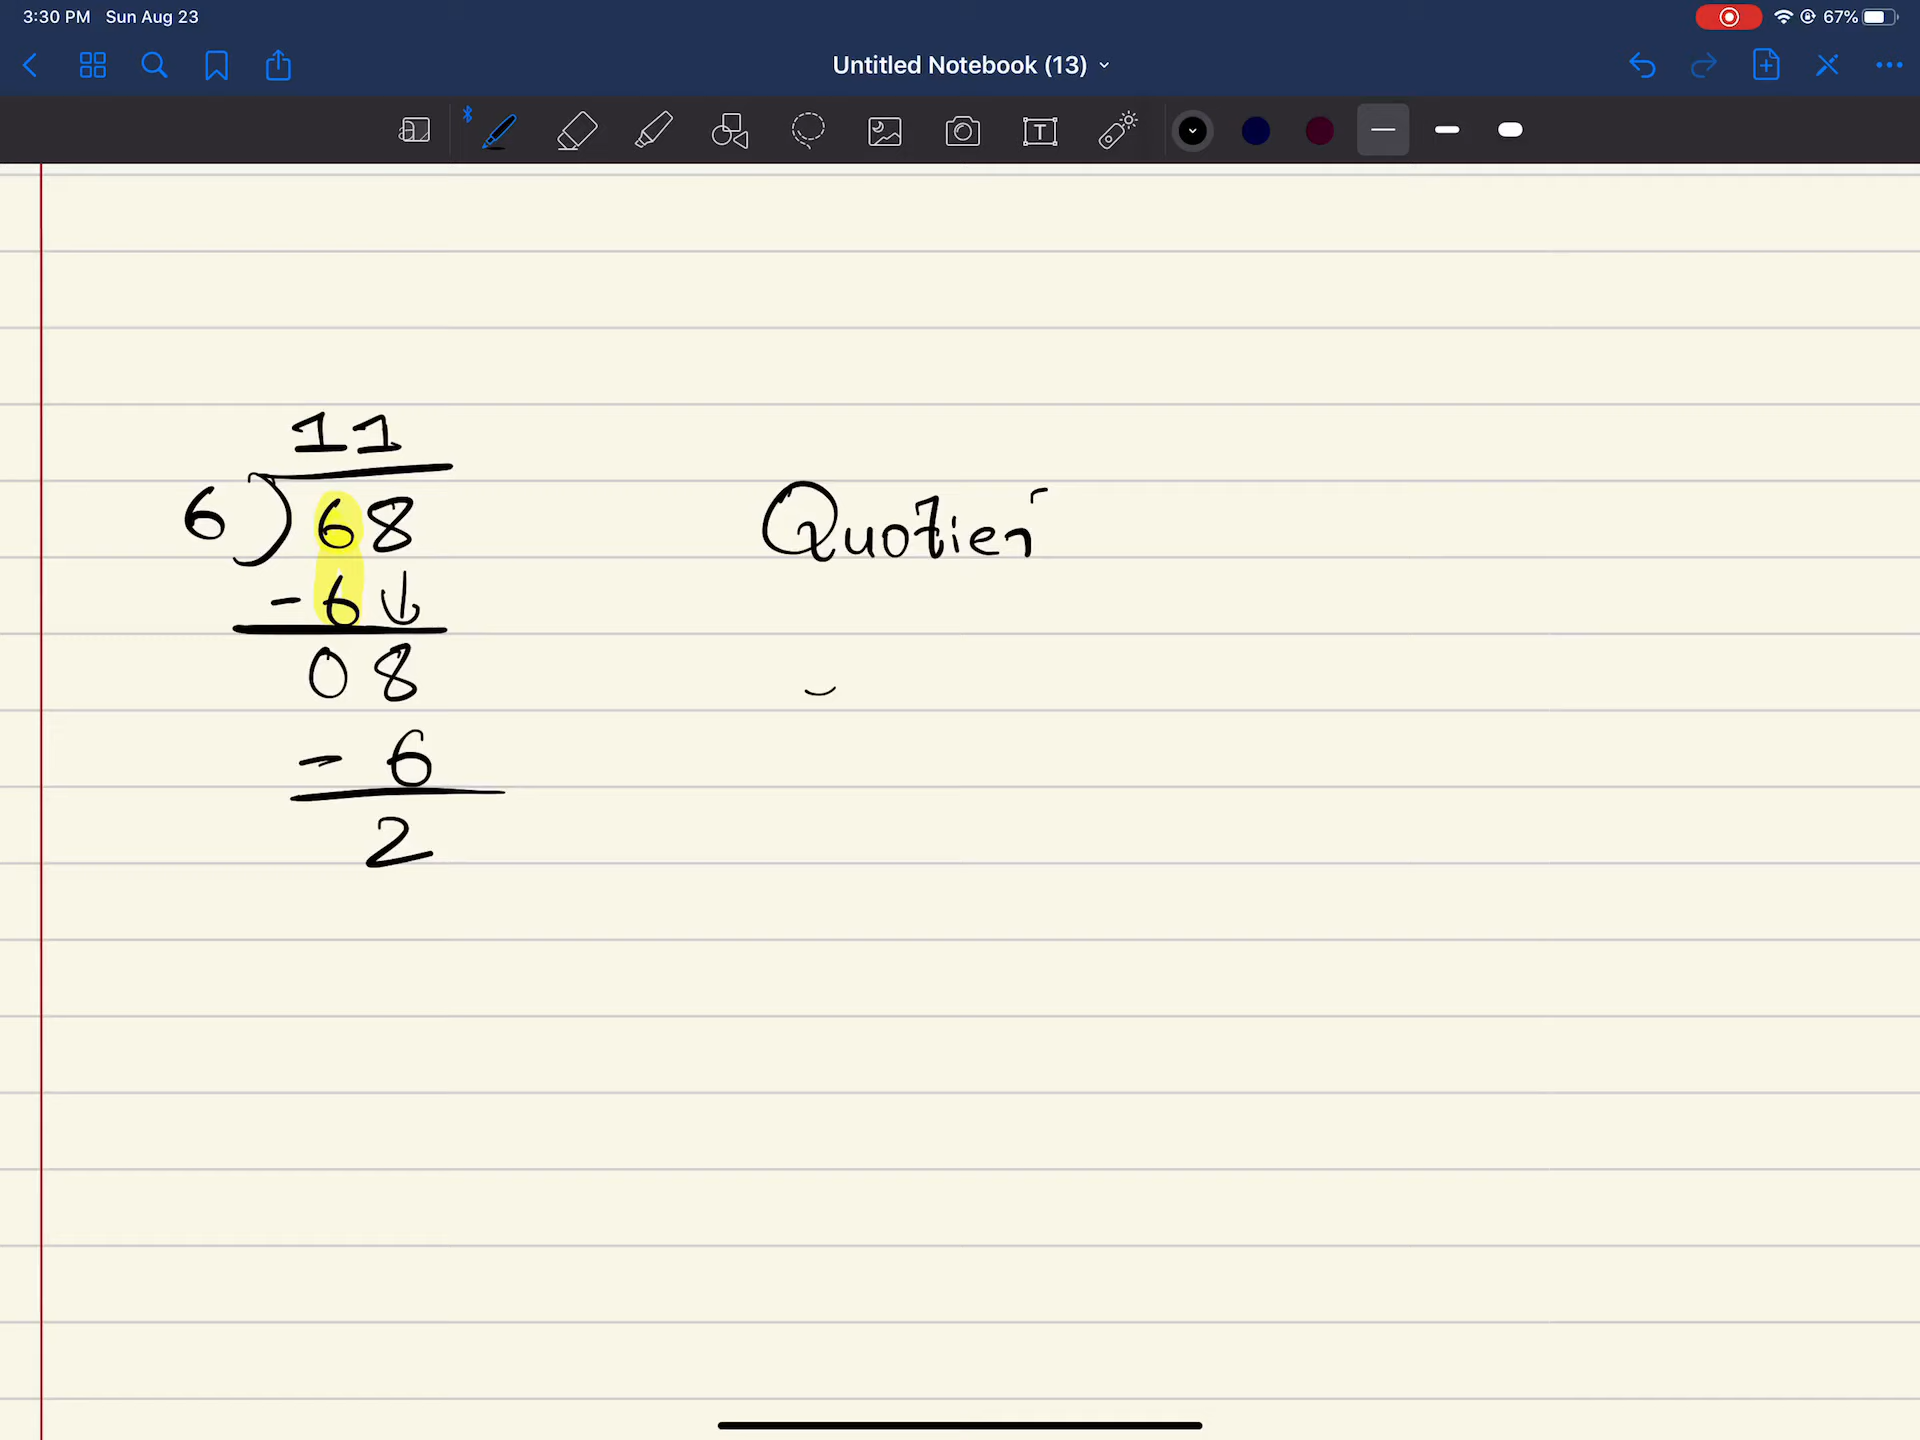 3:30 PM Sun Aug 23
67%
Untitled Notebook (13)
11
6 68 Quotien
- 6
08
- 6
2